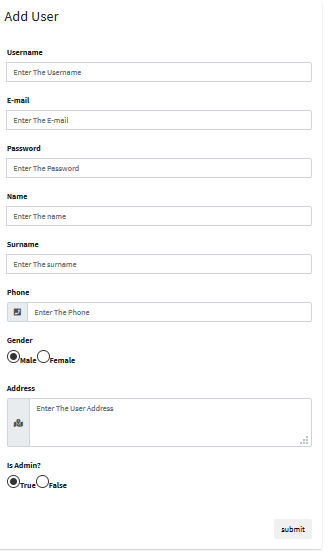 Add User
Username
Enter The Username
E-mail
Enter The E-mail
Password
Enter The Password
Name
Enter The name
Surname
Enter The surname
Phone
Enter The Phone
Gender
Male Female
Address
Enter The User Address
Is Admin?
True False
submit